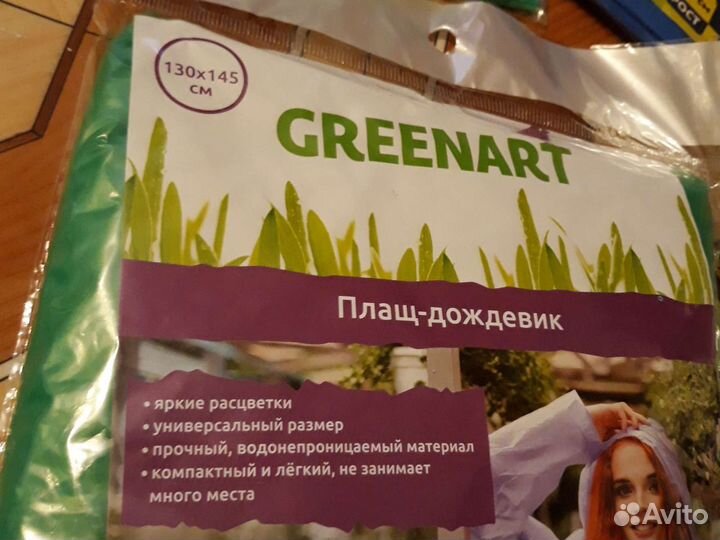 130x145
см
GREENART
Плащ-дождевик
• яркие расцветки
• универсальный размер
• прочный, водонепроницаемый материал
• компактный и лёгкий, не занимает
много места
Avito